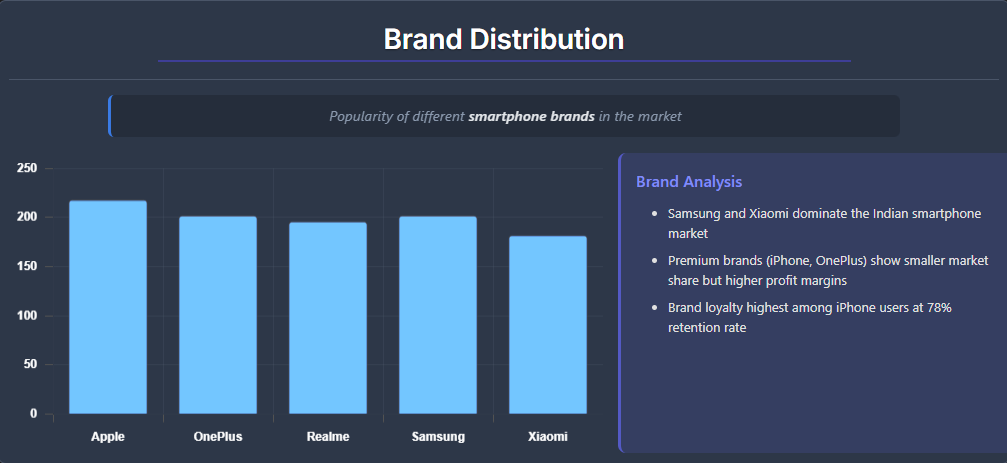 Brand Distribution
Popularity of different smartphone brands in the market
250
200
150
100
50
0
Apple OnePlus Realme Samsung Xiaomi
Brand Analysis
• Samsung and Xiaomi dominate the Indian smartphone
market
• Premium brands (iPhone, OnePlus) show smaller market
share but higher profit margins
• Brand loyalty highest among iPhone users at 78%
retention rate